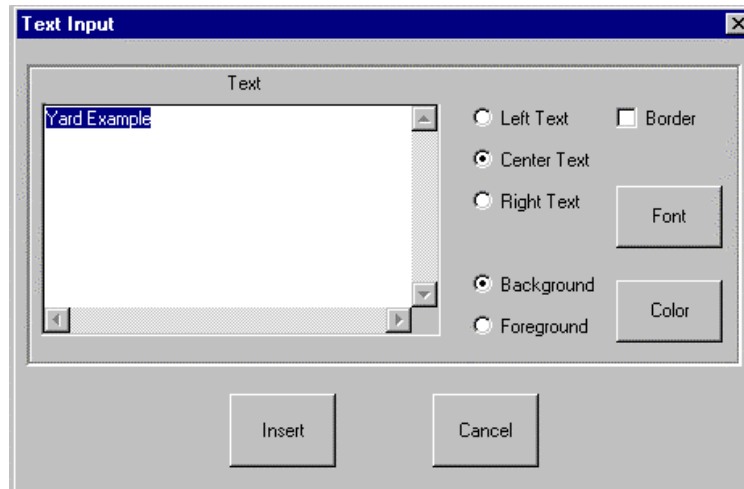 Text Input
Text
Yard Example
Left Text
Border
Center Text
Right Text
Font
Background
Color
Foreground
Insert
Cancel